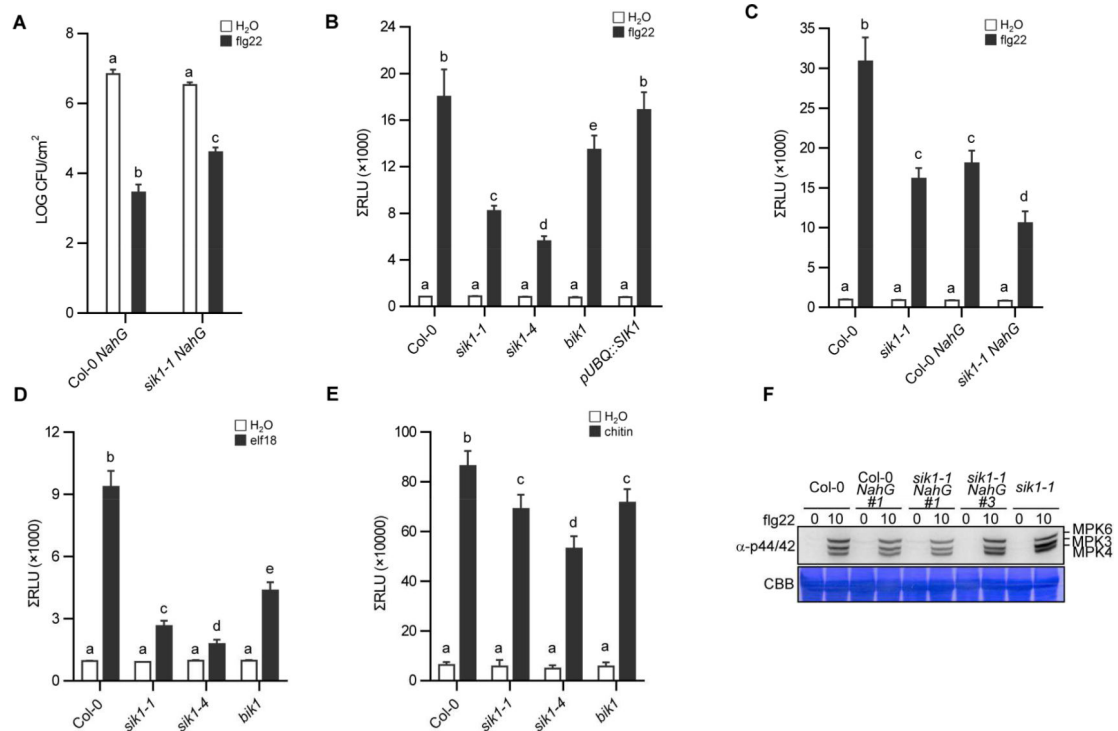 A
H₂O
flg22
LOG CFU/cm²
8
6
4
2
0
a
b
a
c
Col-0 NahG
sik1-1 NahG
B
H₂O
flg22
ΣRLU (×1000)
24
20
16
12
8
4
0
a
b
a
c
a
d
a
e
a
b
Col-0
sik1-1
sik1-4
bik1
pUBQ::SIK1
C
H₂O
flg22
ΣRLU (×1000)
35
30
25
20
15
10
5
0
a
b
a
c
a
c
a
d
Col-0
sik1-1
Col-0 NahG
sik1-1 NahG
D
H₂O
elf18
ΣRLU (×1000)
12
9
6
3
0
a
b
a
c
a
d
a
e
Col-0
sik1-1
sik1-4
bik1
E
H₂O
chitin
ΣRLU (×1000)
100
80
60
40
20
0
a
b
a
c
a
d
a
c
Col-0
sik1-1
sik1-4
bik1
F
Col-0
Col-0 NahG #1
sik1-1 NahG #1
sik1-1 NahG #3
sik1-1
flg22 0 10 0 10 0 10 0 10 0 10
α-p44/42
MPK6
MPK3
MPK4
CBB